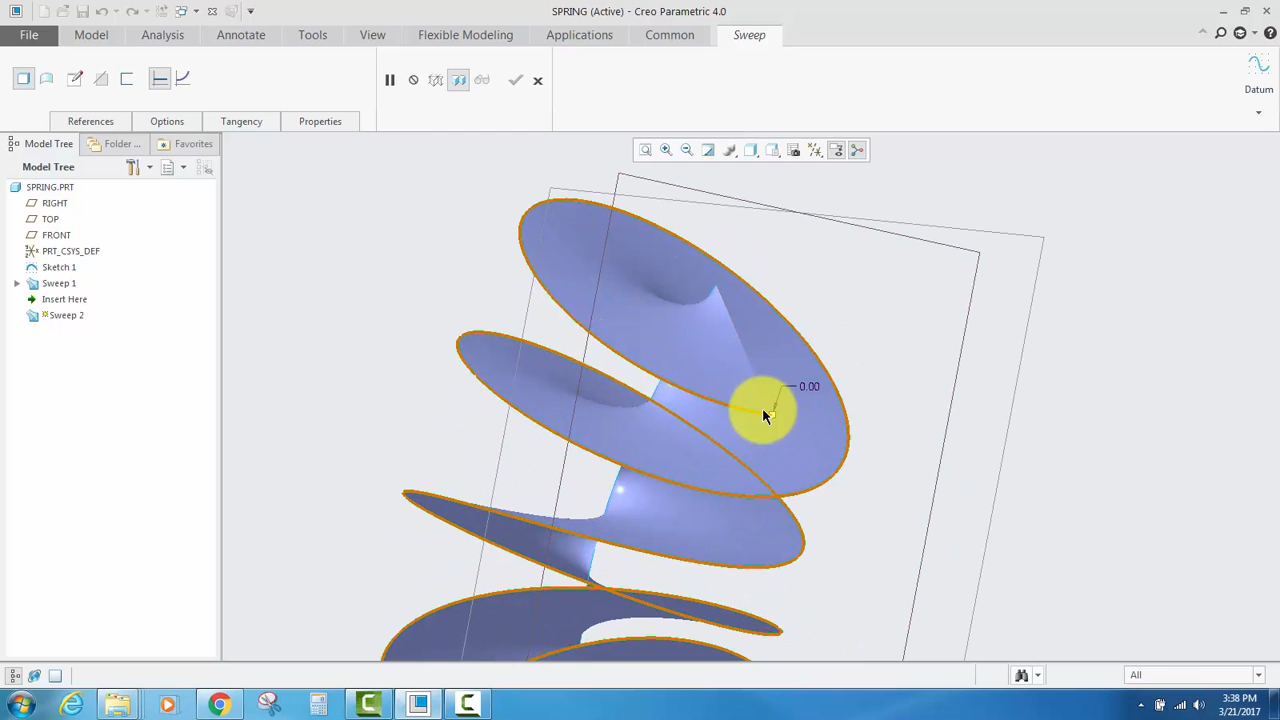 SPRING (Active) - Creo Parametric 4.0
File Model Analysis Annotate Tools View Flexible Modeling Applications Common Sweep
Datum
References Options Tangency Properties
Model Tree Folder ... Favorites
Model Tree
SPRING.PRT
RIGHT
TOP
FRONT
PRT_CSYS_DEF
Sketch 1
Sweep 1
Insert Here
Sweep 2
0.00
All
3:38 PM
3/21/2017